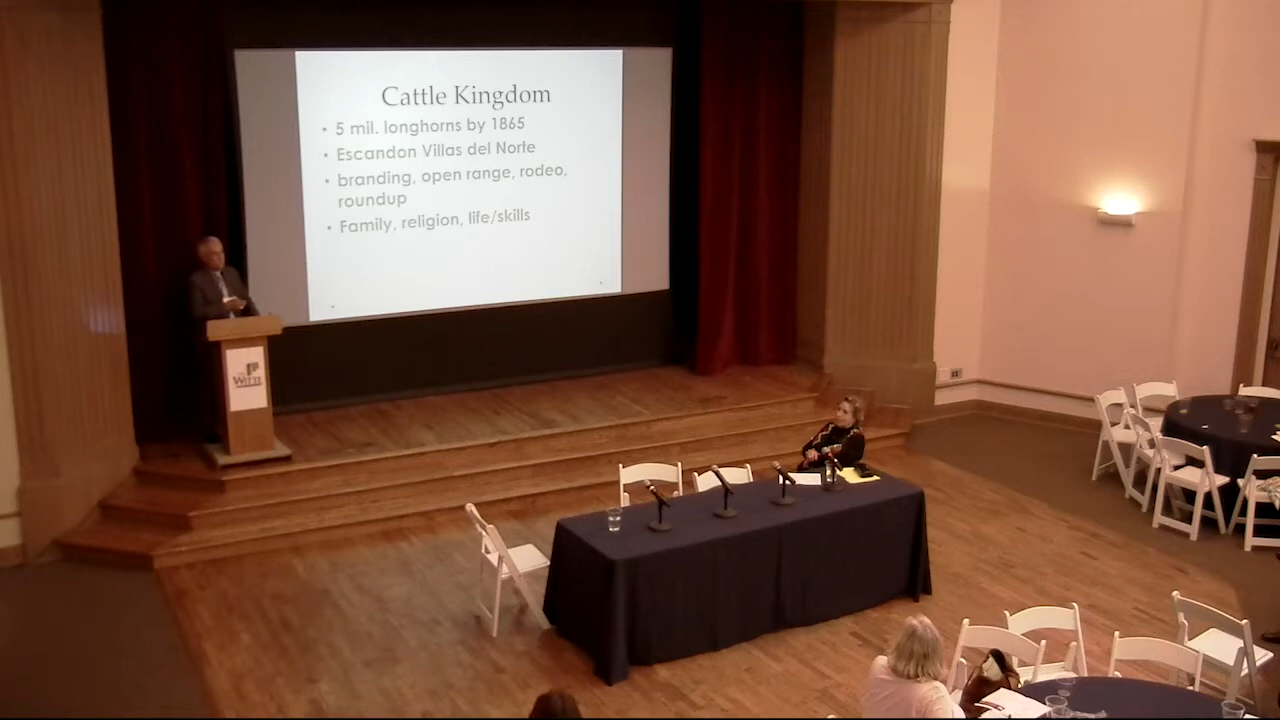 Cattle Kingdom
• 5 mil. longhorns by 1865
• Escandon Villas del Norte
• branding, open range, rodeo,
roundup
• Family, religion, life/skills
THE
WITTE